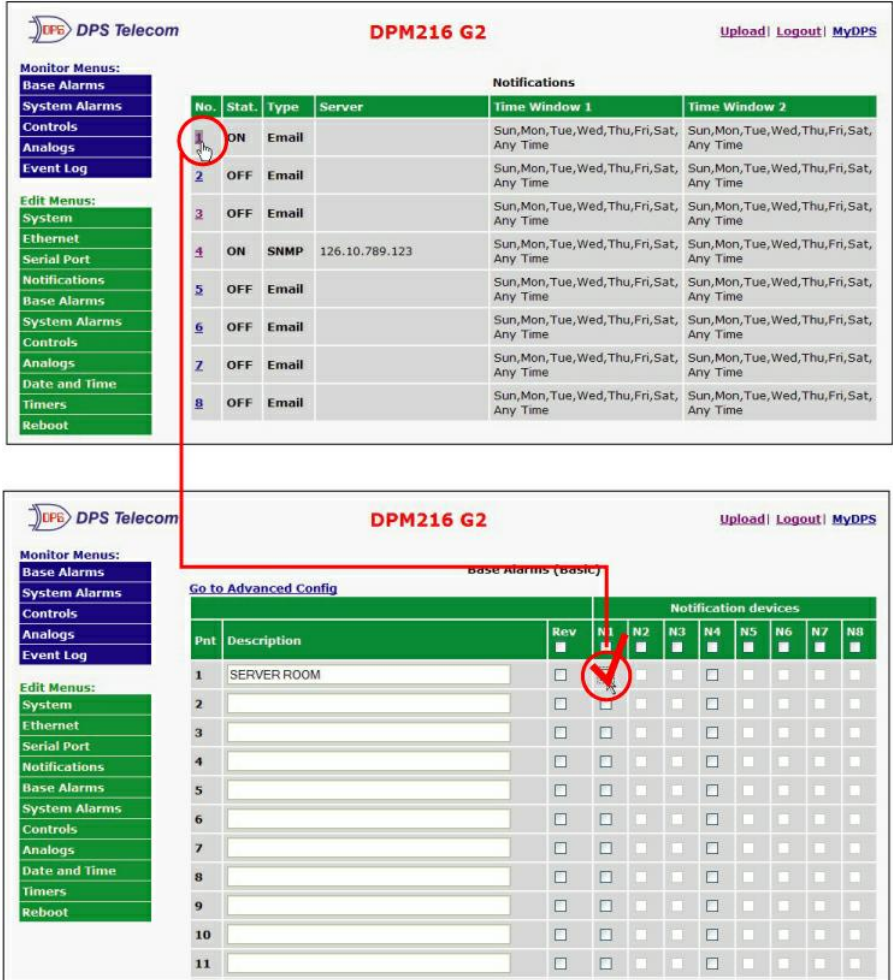 DPS DPS Telecom
DPM216 G2
Upload| Logout| MyDPS
Monitor Menus:
Base Alarms
System Alarms
Controls
Analogs
Event Log
Edit Menus:
System
Ethernet
Serial Port
Notifications
Base Alarms
System Alarms
Controls
Analogs
Date and Time
Timers
Reboot
Notifications
No. Stat. Type Server Time Window 1 Time Window 2
1 ON Email Sun,Mon,Tue,Wed,Thu,Fri,Sat, Any Time Sun,Mon,Tue,Wed,Thu,Fri,Sat, Any Time
2 OFF Email Sun,Mon,Tue,Wed,Thu,Fri,Sat, Any Time Sun,Mon,Tue,Wed,Thu,Fri,Sat, Any Time
3 OFF Email Sun,Mon,Tue,Wed,Thu,Fri,Sat, Any Time Sun,Mon,Tue,Wed,Thu,Fri,Sat, Any Time
4 ON SNMP 126.10.789.123 Sun,Mon,Tue,Wed,Thu,Fri,Sat, Any Time Sun,Mon,Tue,Wed,Thu,Fri,Sat, Any Time
5 OFF Email Sun,Mon,Tue,Wed,Thu,Fri,Sat, Any Time Sun,Mon,Tue,Wed,Thu,Fri,Sat, Any Time
6 OFF Email Sun,Mon,Tue,Wed,Thu,Fri,Sat, Any Time Sun,Mon,Tue,Wed,Thu,Fri,Sat, Any Time
7 OFF Email Sun,Mon,Tue,Wed,Thu,Fri,Sat, Any Time Sun,Mon,Tue,Wed,Thu,Fri,Sat, Any Time
8 OFF Email Sun,Mon,Tue,Wed,Thu,Fri,Sat, Any Time Sun,Mon,Tue,Wed,Thu,Fri,Sat, Any Time
DPS DPS Telecom
DPM216 G2
Upload| Logout| MyDPS
Monitor Menus:
Base Alarms
System Alarms
Controls
Analogs
Event Log
Edit Menus:
System
Ethernet
Serial Port
Notifications
Base Alarms
System Alarms
Controls
Analogs
Date and Time
Timers
Reboot
Base Alarms (Basic)
Go to Advanced Config
Notification devices
Pnt Description Rev N1 N2 N3 N4 N5 N6 N7 N8
1 SERVER ROOM
2
3
4
5
6
7
8
9
10
11